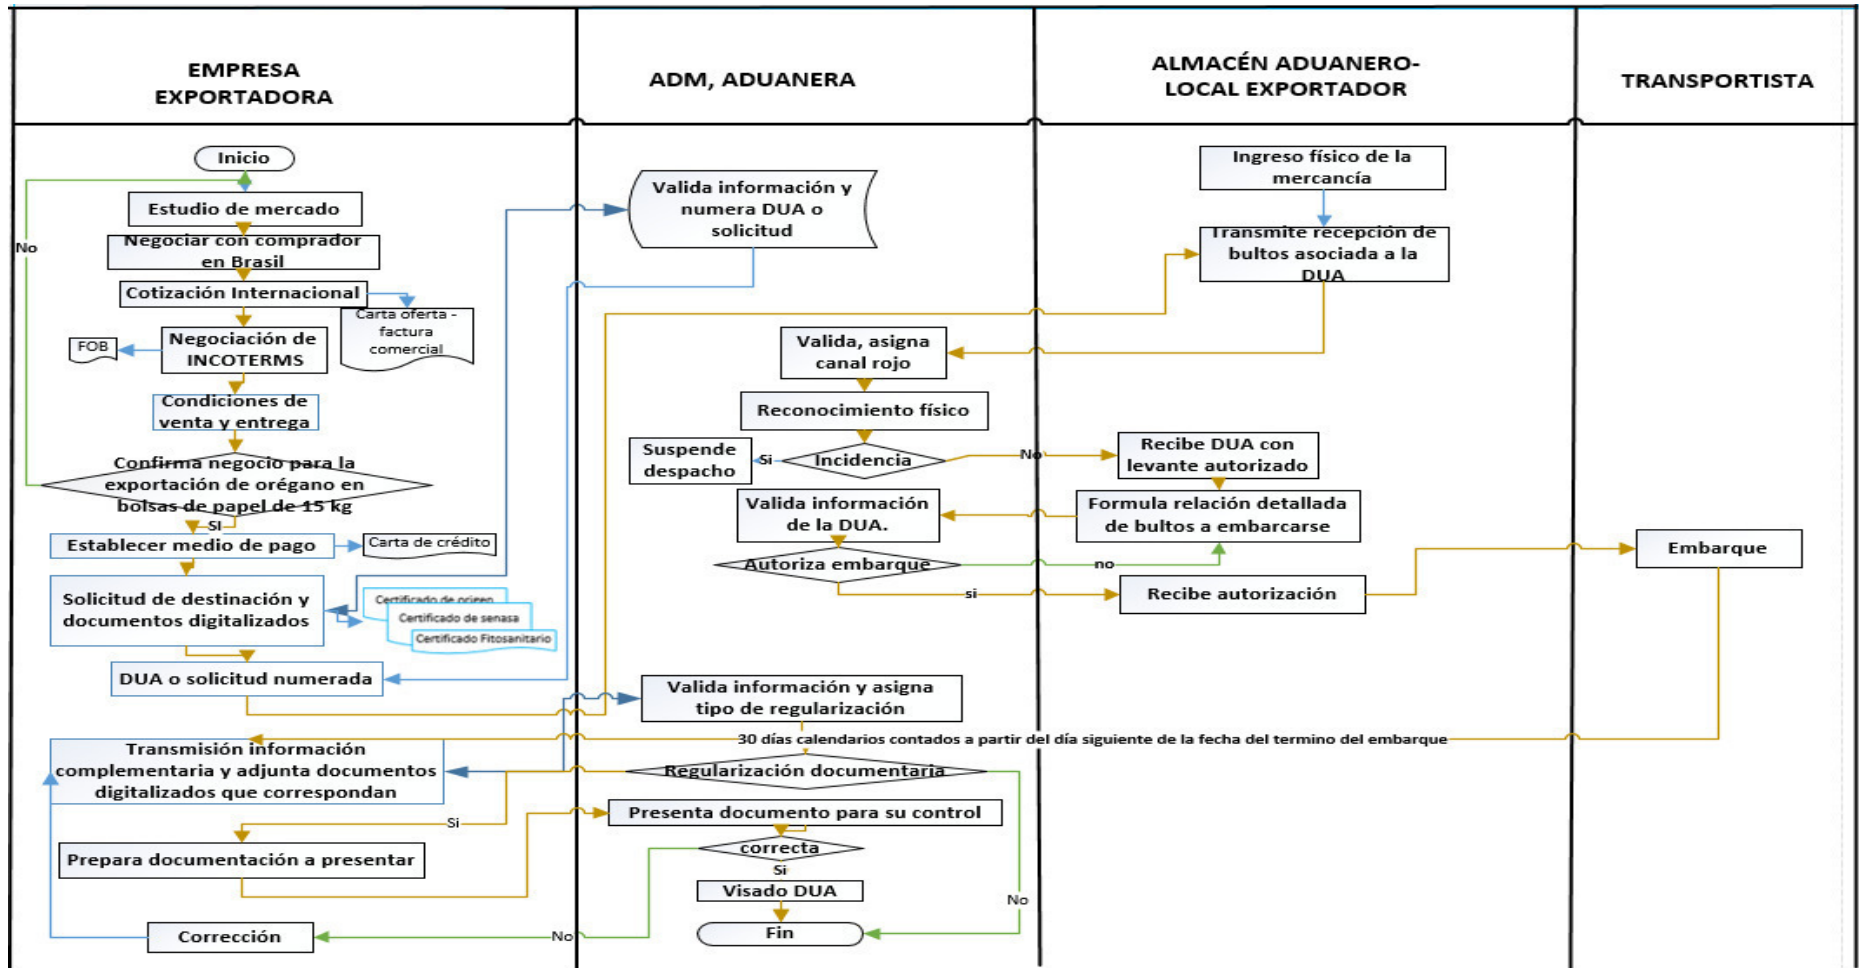 EMPRESA
EXPORTADORA
ADM, ADUANERA
ALMACÉN ADUANERO-
LOCAL EXPORTADOR
TRANSPORTISTA
Inicio
Estudio de mercado
Negociar con comprador
en Brasil
Cotización Internacional
Carta oferta -
factura
comercial
FOB
Negociación de
INCOTERMS
Condiciones de
venta y entrega
No
Confirma negocio para la
exportación de orégano en
bolsas de papel de 15 kg
SI
Establecer medio de pago
Carta de crédito
Solicitud de destinación y
documentos digitalizados
Certificado de origen
Certificado de senasa
Certificado Fitosanitario
DUA o solicitud numerada
Transmisión información
complementaria y adjunta documentos
digitalizados que correspondan
Si
Prepara documentación a presentar
Corrección
No
Valida información y
numera DUA o
solicitud
Valida, asigna
canal rojo
Reconocimiento físico
Suspende
despacho
Si
Incidencia
No
Valida información
de la DUA.
Autoriza embarque
no
si
Valida información y asigna
tipo de regularización
30 días calendarios contados a partir del día siguiente de la fecha del termino del embarque
Regularización documentaria
Presenta documento para su control
correcta
Si
Visado DUA
No
Fin
Ingreso físico de la
mercancía
Transmite recepción de
bultos asociada a la
DUA
Recibe DUA con
levante autorizado
Formula relación detallada
de bultos a embarcarse
Recibe autorización
Embarque